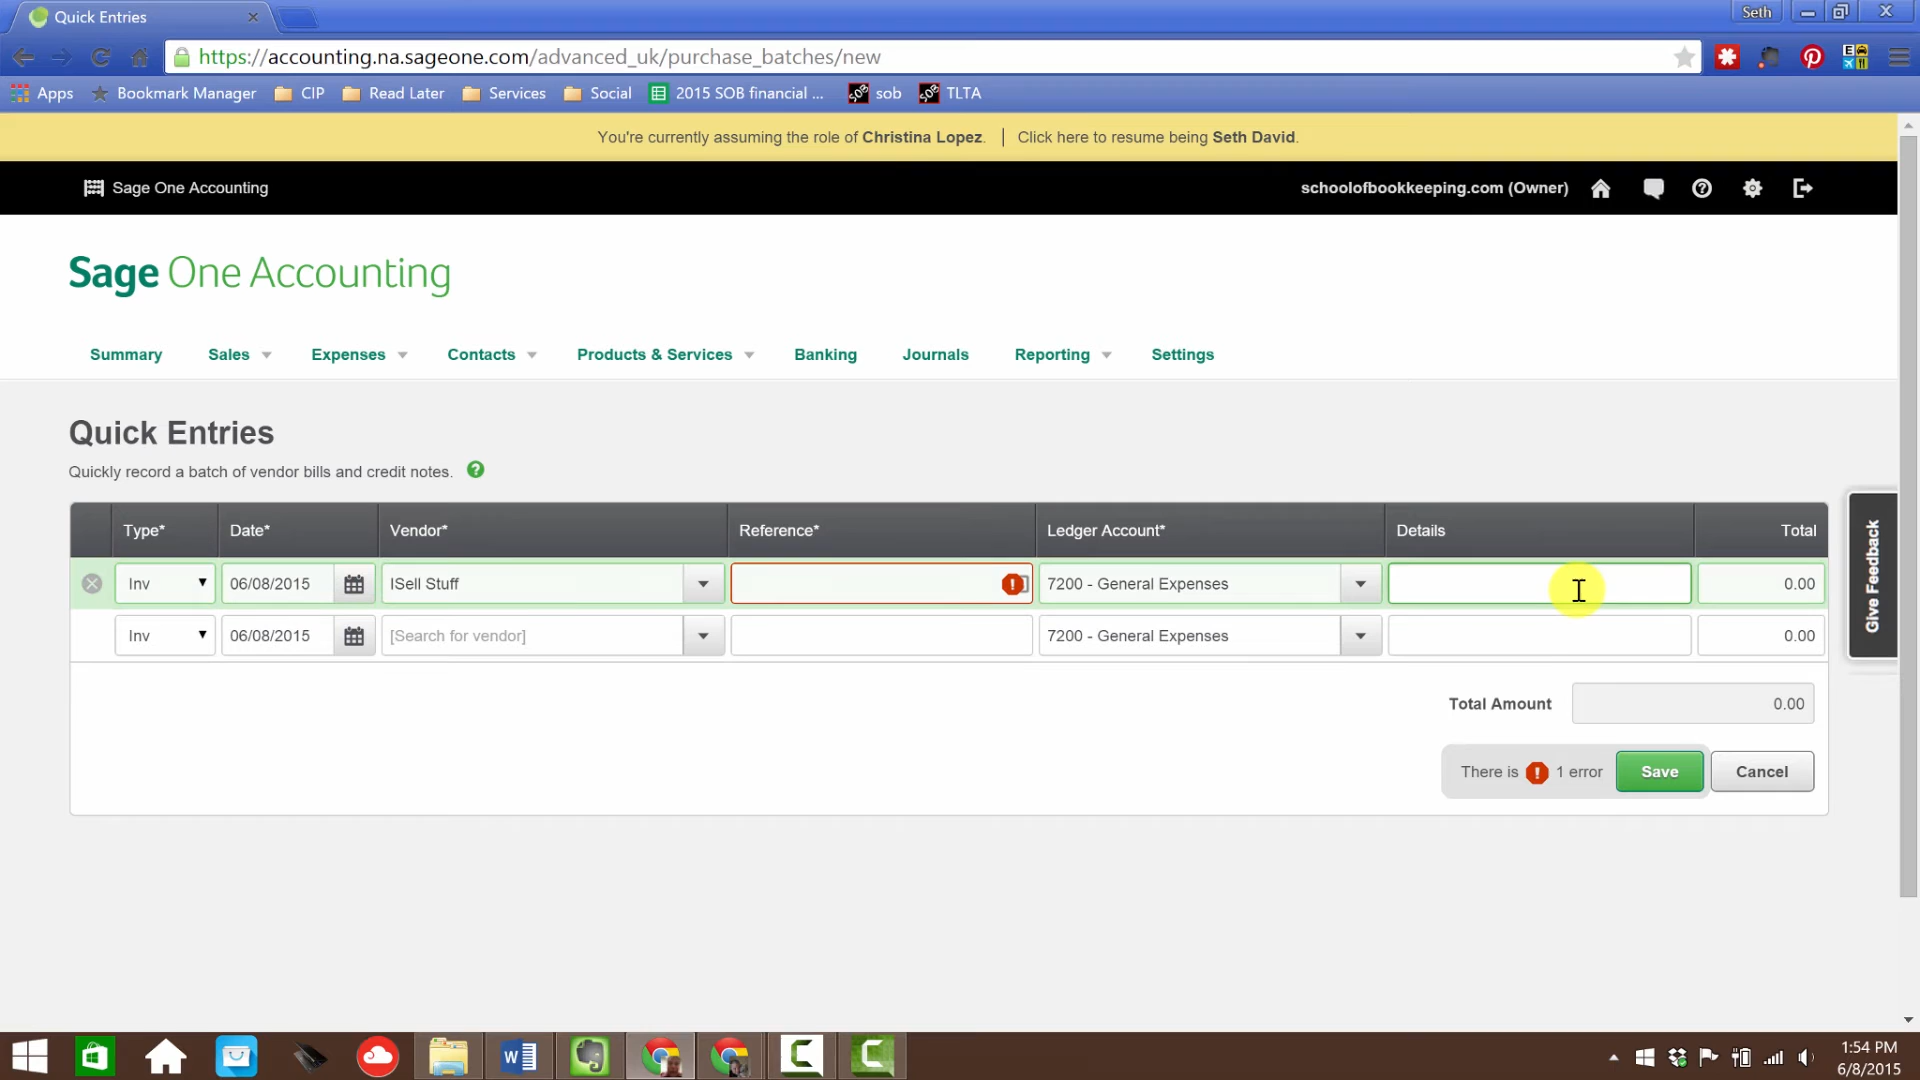 Quick Entries
Seth
https://accounting.na.sageone.com/advanced_uk/purchase_batches/new
Apps Bookmark Manager CIP Read Later Services Social 2015 SOB financial ... sob TLTA
You're currently assuming the role of Christina Lopez. | Click here to resume being Seth David.
Sage One Accounting schoolofbookkeeping.com (Owner)
Sage One Accounting
Summary Sales Expenses Contacts Products & Services Banking Journals Reporting Settings
Quick Entries
Quickly record a batch of vendor bills and credit notes.
Type* Date* Vendor* Reference* Ledger Account* Details Total
Inv 06/08/2015 ISell Stuff 7200 - General Expenses 0.00
Inv 06/08/2015 [Search for vendor] 7200 - General Expenses 0.00
Give Feedback
Total Amount 0.00
There is 1 error Save Cancel
1:54 PM
6/8/2015